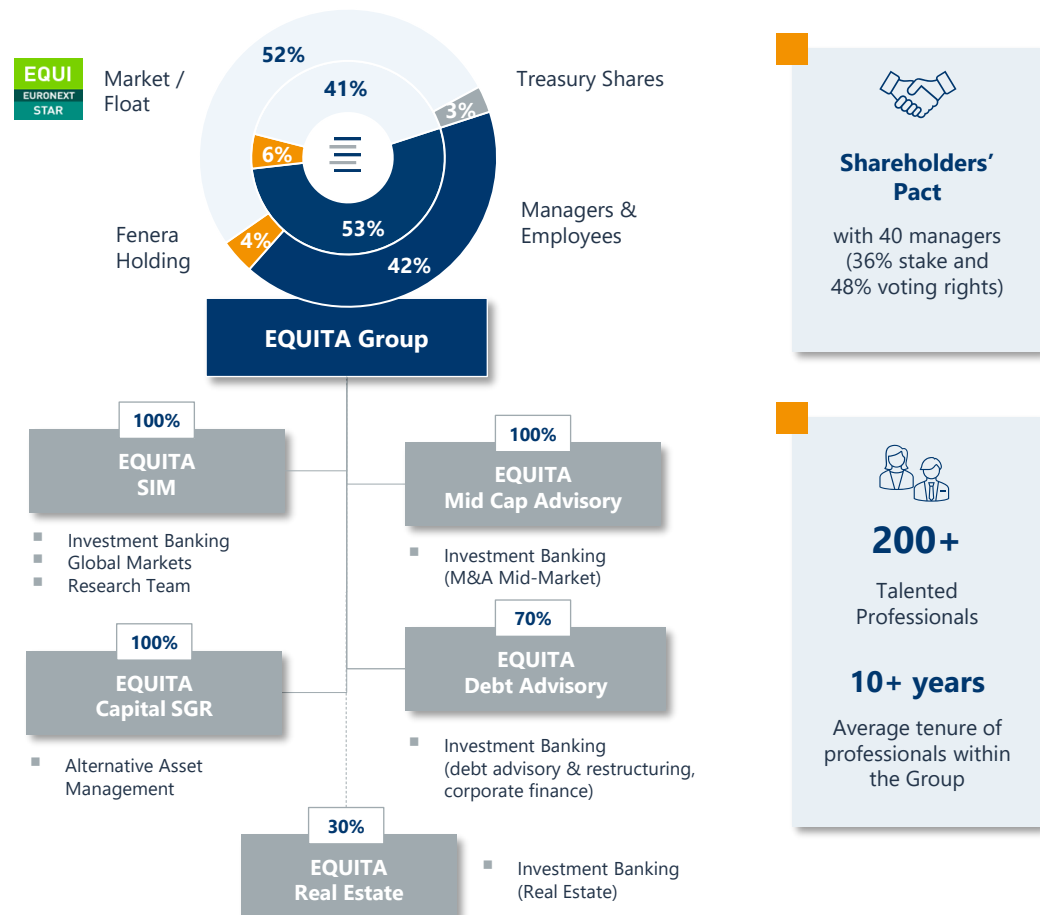 EQUI
EURONEXT
STAR
Market /
Float
52%
41%
Treasury Shares
3%
6%
53%
Managers &
Employees
Fenera
Holding
4%
42%
EQUITA Group
100%
EQUITA
SIM
Investment Banking
Global Markets
Research Team
100%
EQUITA
Mid Cap Advisory
Investment Banking
(M&A Mid-Market)
100%
EQUITA
Capital SGR
Alternative Asset
Management
70%
EQUITA
Debt Advisory
Investment Banking
(debt advisory & restructuring,
corporate finance)
30%
EQUITA
Real Estate
Investment Banking
(Real Estate)
Shareholders’
Pact
with 40 managers
(36% stake and
48% voting rights)
200+
Talented
Professionals
10+ years
Average tenure of
professionals within
the Group